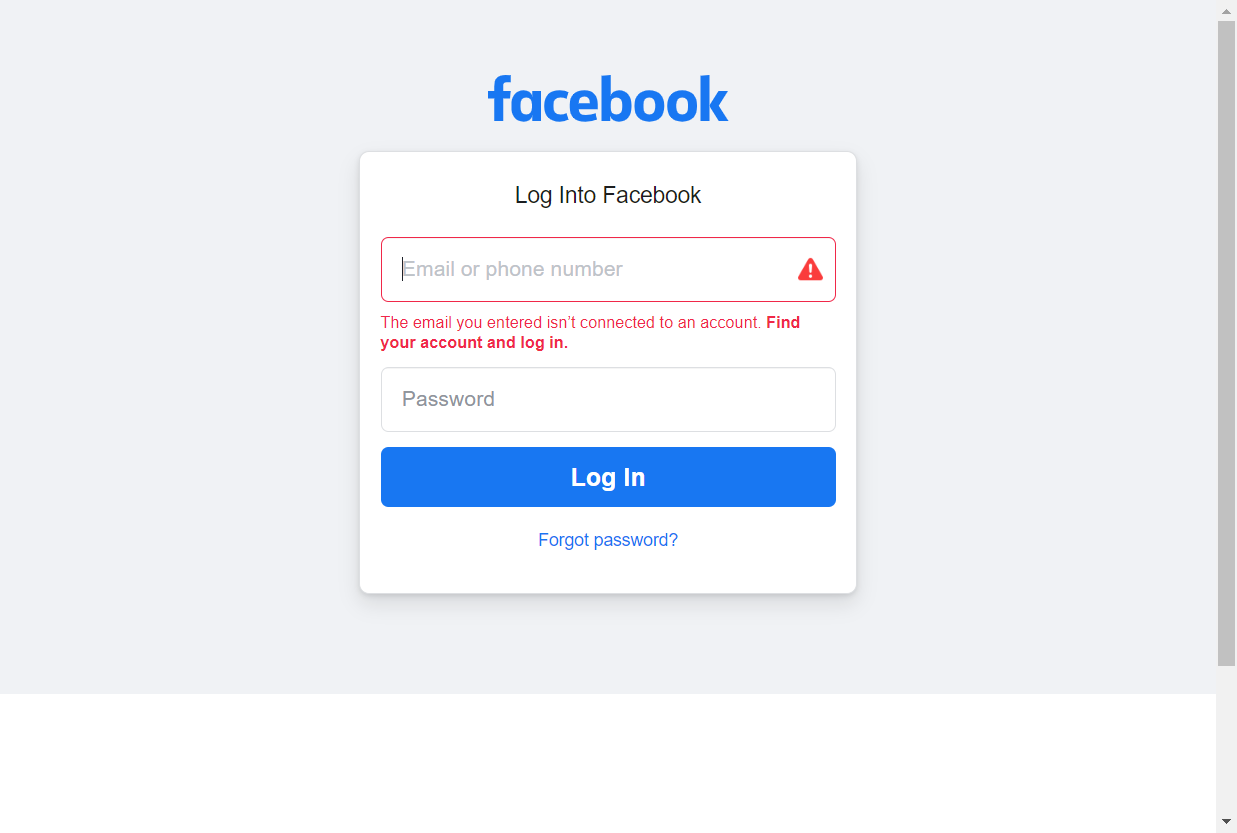 facebook
Log Into Facebook
Email or phone number
The email you entered isn’t connected to an account. Find
your account and log in.
Password
Log In
Forgot password?